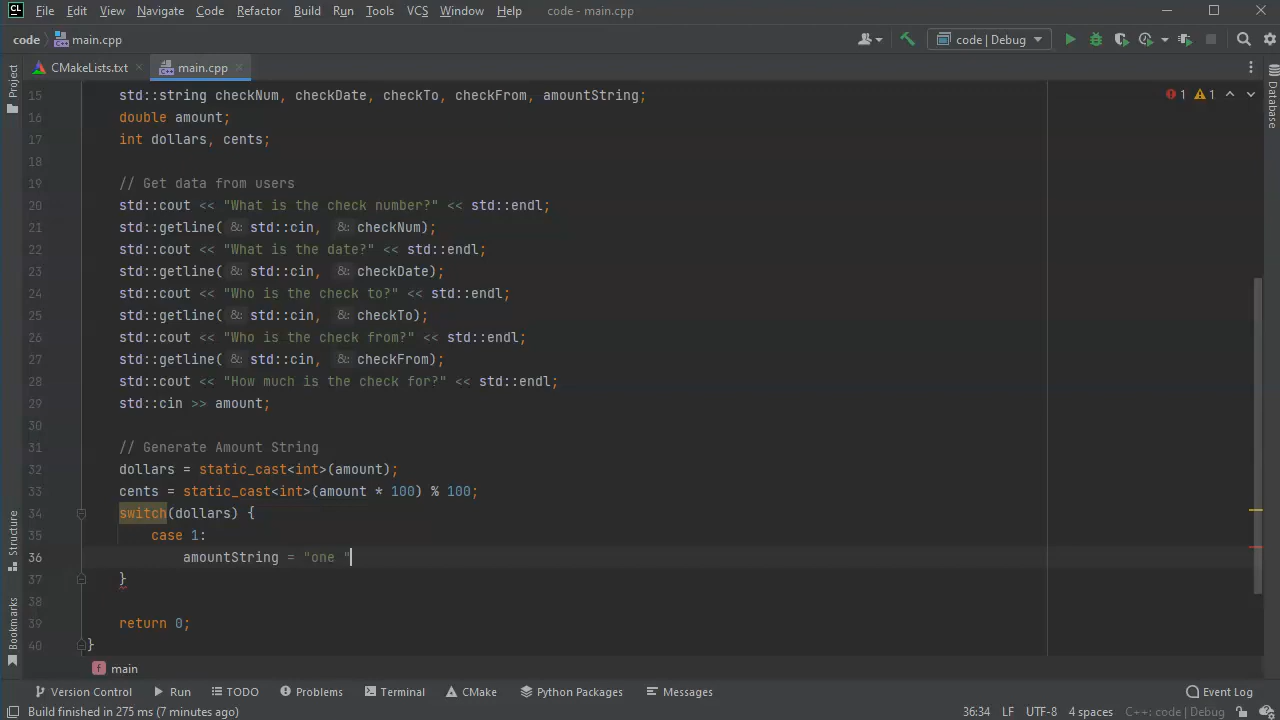 CL File Edit View Navigate Code Refactor Build Run Tools VCS Window Help code - main.cpp
code main.cpp code | Debug
CMakeLists.txt main.cpp
Project
Database
Structure
Bookmarks
1 1
15 std::string checkNum, checkDate, checkTo, checkFrom, amountString;
16 double amount;
17 int dollars, cents;
18
19 // Get data from users
20 std::cout << "What is the check number?" << std::endl;
21 std::getline( &: std::cin, &: checkNum);
22 std::cout << "What is the date?" << std::endl;
23 std::getline( &: std::cin, &: checkDate);
24 std::cout << "Who is the check to?" << std::endl;
25 std::getline( &: std::cin, &: checkTo);
26 std::cout << "Who is the check from?" << std::endl;
27 std::getline( &: std::cin, &: checkFrom);
28 std::cout << "How much is the check for?" << std::endl;
29 std::cin >> amount;
30
31 // Generate Amount String
32 dollars = static_cast<int>(amount);
33 cents = static_cast<int>(amount * 100) % 100;
34 switch(dollars) {
35 case 1:
36 amountString = "one "
37 }
38
39 return 0;
40 }
f main
Version Control Run TODO Problems Terminal CMake Python Packages Messages Event Log
Build finished in 275 ms (7 minutes ago) 36:34 LF UTF-8 4 spaces C++: code | Debug